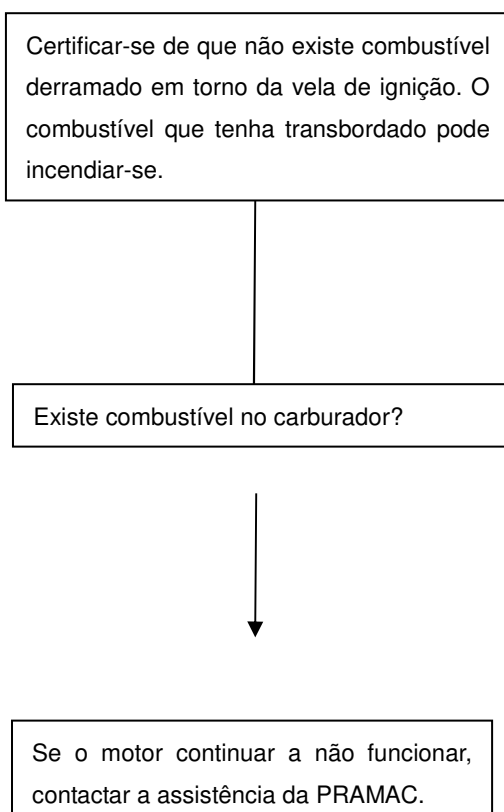 Certificar-se de que não existe combustível
derramado em torno da vela de ignição. O
combustível que tenha transbordado pode
incendiar-se.
Existe combustível no carburador?
Se o motor continuar a não funcionar,
contactar a assistência da PRAMAC.